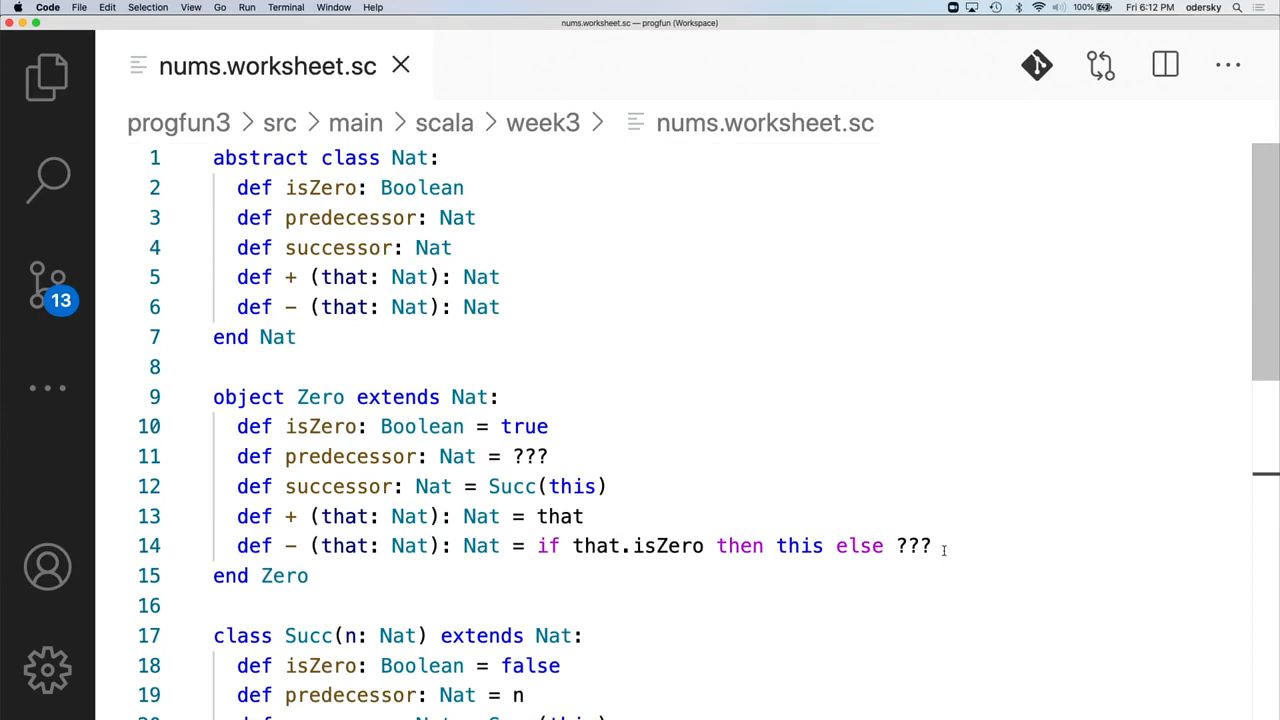 Code File Edit Selection View Go Run Terminal Window Help 100% Fri 6:12 PM odersky
nums.worksheet.sc — progfun (Workspace)
nums.worksheet.sc
progfun3 > src > main > scala > week3 > nums.worksheet.sc
1 abstract class Nat:
2 def isZero: Boolean
3 def predecessor: Nat
4 def successor: Nat
5 def + (that: Nat): Nat
6 def - (that: Nat): Nat
7 end Nat
8
9 object Zero extends Nat:
10 def isZero: Boolean = true
11 def predecessor: Nat = ???
12 def successor: Nat = Succ(this)
13 def + (that: Nat): Nat = that
14 def - (that: Nat): Nat = if that.isZero then this else ???
15 end Zero
16
17 class Succ(n: Nat) extends Nat:
18 def isZero: Boolean = false
19 def predecessor: Nat = n
13